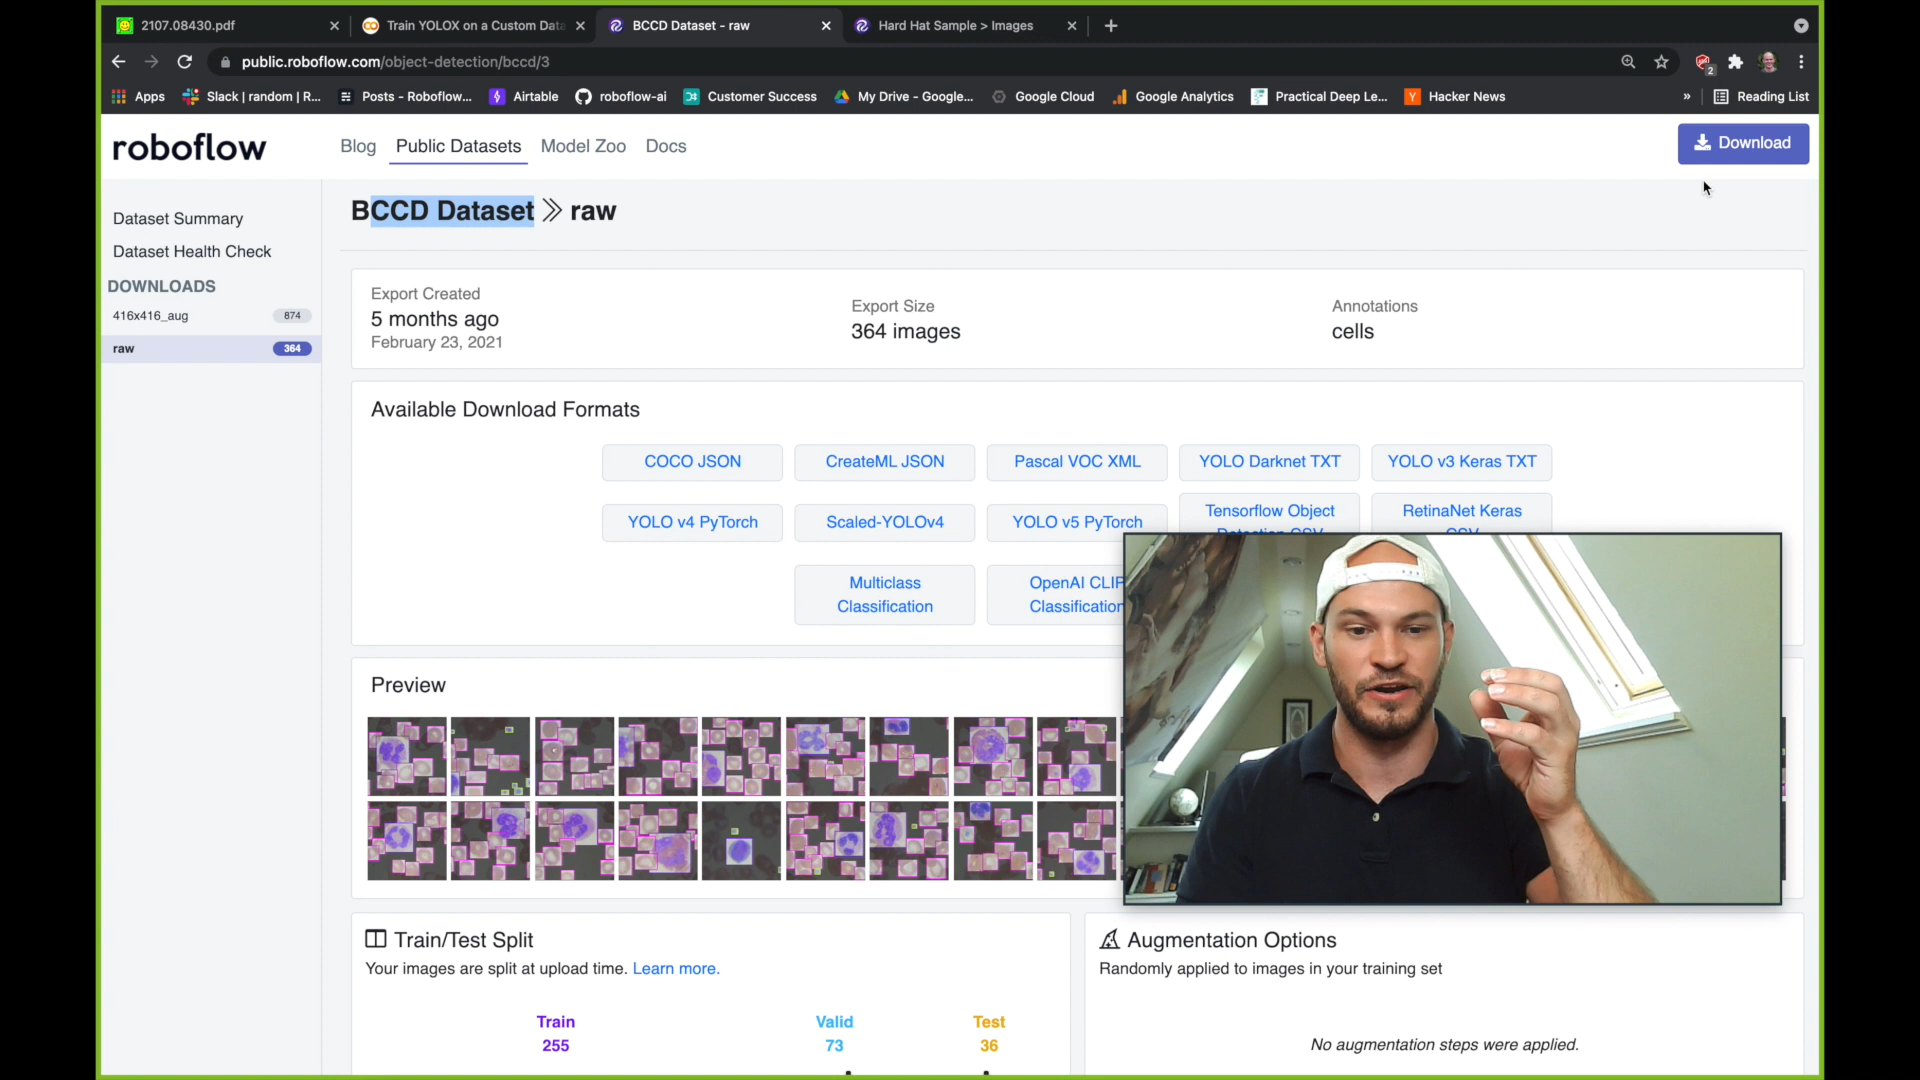 2107.08430.pdf
Train YOLOX on a Custom Data
BCCD Dataset - raw
Hard Hat Sample > Images
public.roboflow.com/object-detection/bccd/3
2
Apps
Slack | random | R...
Posts - Roboflow...
Airtable
roboflow-ai
Customer Success
My Drive - Google...
Google Cloud
Google Analytics
Practical Deep Le...
Y
Hacker News
»
Reading List
roboflow
Blog
Public Datasets
Model Zoo
Docs
Download
Dataset Summary
Dataset Health Check
DOWNLOADS
416x416_aug
874
raw
364
BCCD Dataset
raw
Export Created
5 months ago
February 23, 2021
Export Size
364 images
Annotations
cells
Available Download Formats
COCO JSON
CreateML JSON
Pascal VOC XML
YOLO Darknet TXT
YOLO v3 Keras TXT
YOLO v4 PyTorch
Scaled-YOLOv4
YOLO v5 PyTorch
Tensorflow Object
Detection CSV
RetinaNet Keras
CSV
Multiclass
Classification
OpenAI CLIP
Classification
Preview
Train/Test Split
Your images are split at upload time. Learn more.
Train
255
Valid
73
Test
36
Augmentation Options
Randomly applied to images in your training set
No augmentation steps were applied.